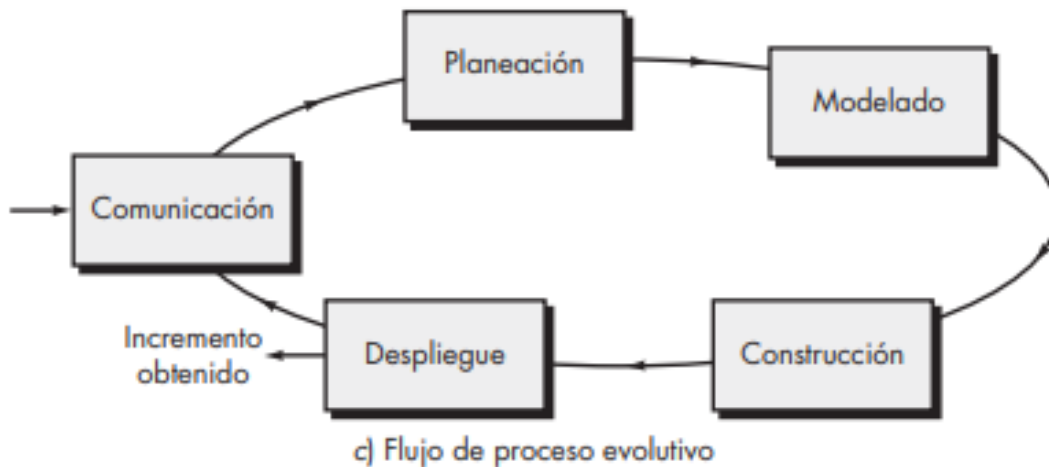 Planeación
Modelado
Comunicación
Incremento
obtenido
Despliegue
Construcción
c) Flujo de proceso evolutivo